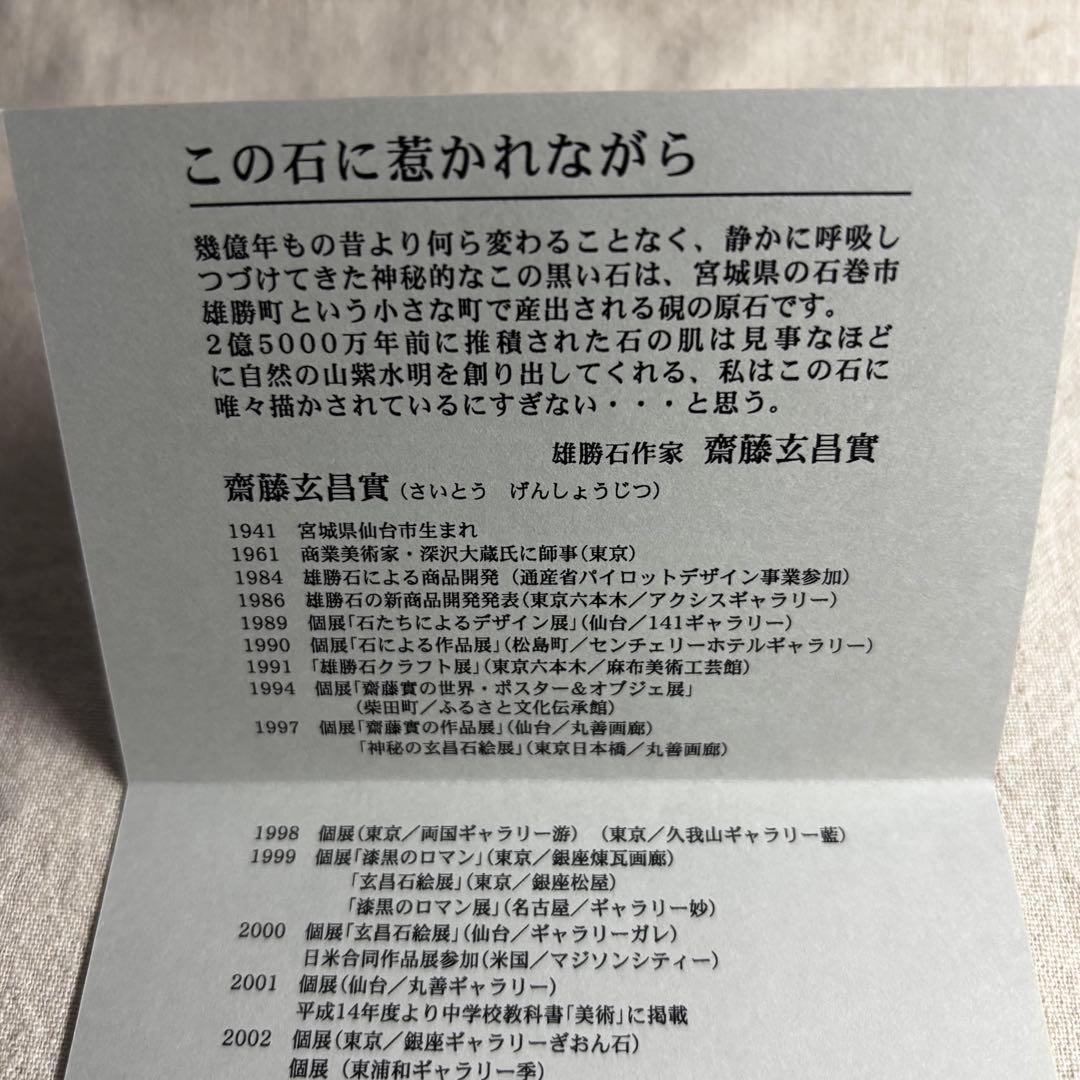 この石に惹かれながら
幾億年もの昔より何ら変わることなく、静かに呼吸し
つづけてきた神秘的なこの黒い石は、宮城県の石巻市
雄勝町という小さな町で産出される硯の原石です。
2億5000万年前に推積された石の肌は見事なほど
に自然の山紫水明を創り出してくれる、私はこの石に
唯々描かされているにすぎない・・・と思う。
雄勝石作家 齋藤玄昌實
齋藤玄昌實（さいとう げんしょうじつ）
1941 宮城県仙台市生まれ
1961 商業美術家・深沢大蔵氏に師事（東京）
1984 雄勝石による商品開発（通産省パイロットデザイン事業参加）
1986 雄勝石の新商品開発発表（東京六本木／アクシスギャラリー）
1989 個展「石たちによるデザイン展」（仙台／141ギャラリー）
1990 個展「石による作品展」（松島町／センチェリーホテルギャラリー）
1991 「雄勝石クラフト展」（東京六本木／麻布美術工芸館）
1994 個展「齋藤實の世界・ポスター＆オブジェ展」
（柴田町／ふるさと文化伝承館）
1997 個展「齋藤實の作品展」（仙台／丸善画廊）
「神秘の玄昌石絵展」（東京日本橋／丸善画廊）
1998 個展（東京／両国ギャラリー游）（東京／久我山ギャラリー藍）
1999 個展「漆黒のロマン」（東京／銀座煉瓦画廊）
「玄昌石絵展」（東京／銀座松屋）
「漆黒のロマン展」（名古屋／ギャラリー妙）
2000 個展「玄昌石絵展」（仙台／ギャラリーガレ）
日米合同作品展参加（米国／マジソンシティー）
2001 個展（仙台／丸善ギャラリー）
平成14年度より中学校教科書「美術」に掲載
2002 個展（東京／銀座ギャラリーぎおん石）
個展（東浦和ギャラリー季）